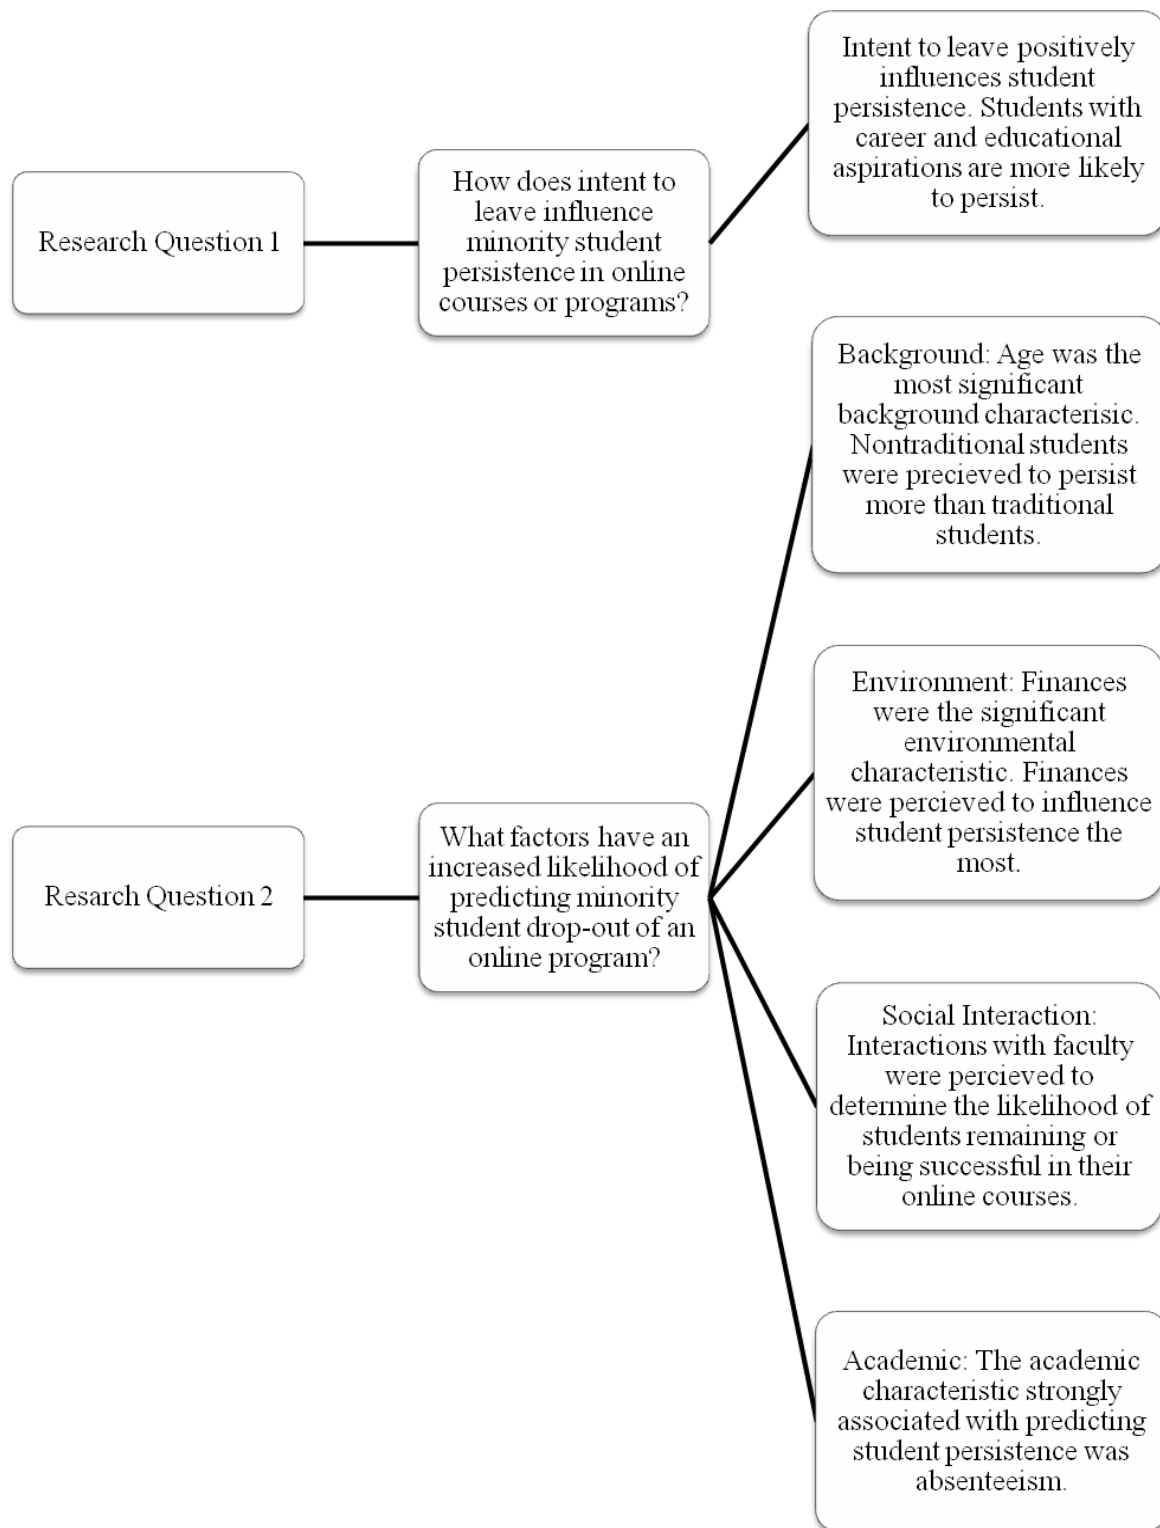 Research Question 1
How does intent to
leave influence
minority student
persistence in online
courses or programs?
Intent to leave positively
influences student
persistence. Students with
career and educational
aspirations are more likely
to persist.
Resarch Question 2
What factors have an
increased likelihood of
predicting minority
student drop-out of an
online program?
Background: Age was the
most significant
background characterisic.
Nontraditional students
were precieved to persist
more than traditional
students.
Environment: Finances
were the significant
environmental
characteristic. Finances
were percieved to influence
student persistence the
most.
Social Interaction:
Interactions with faculty
were percieved to
determine the likelihood of
students remaining or
being successful in their
online courses.
Academic: The academic
characteristic strongly
associated with predicting
student persistence was
absenteeism.